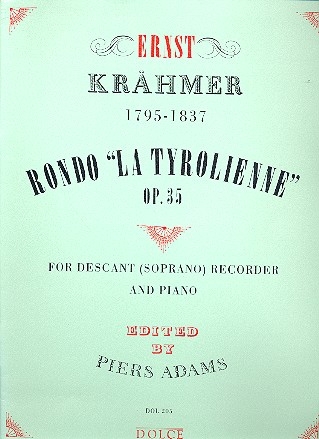 ERNST
KRÄHMER
1795-1837
RONDO "LA TYROLIENNE"
OP. 35
FOR DESCANT (SOPRANO) RECORDER
AND PIANO
EDITED
BY
PIERS ADAMS
DOL 205
DOLCE